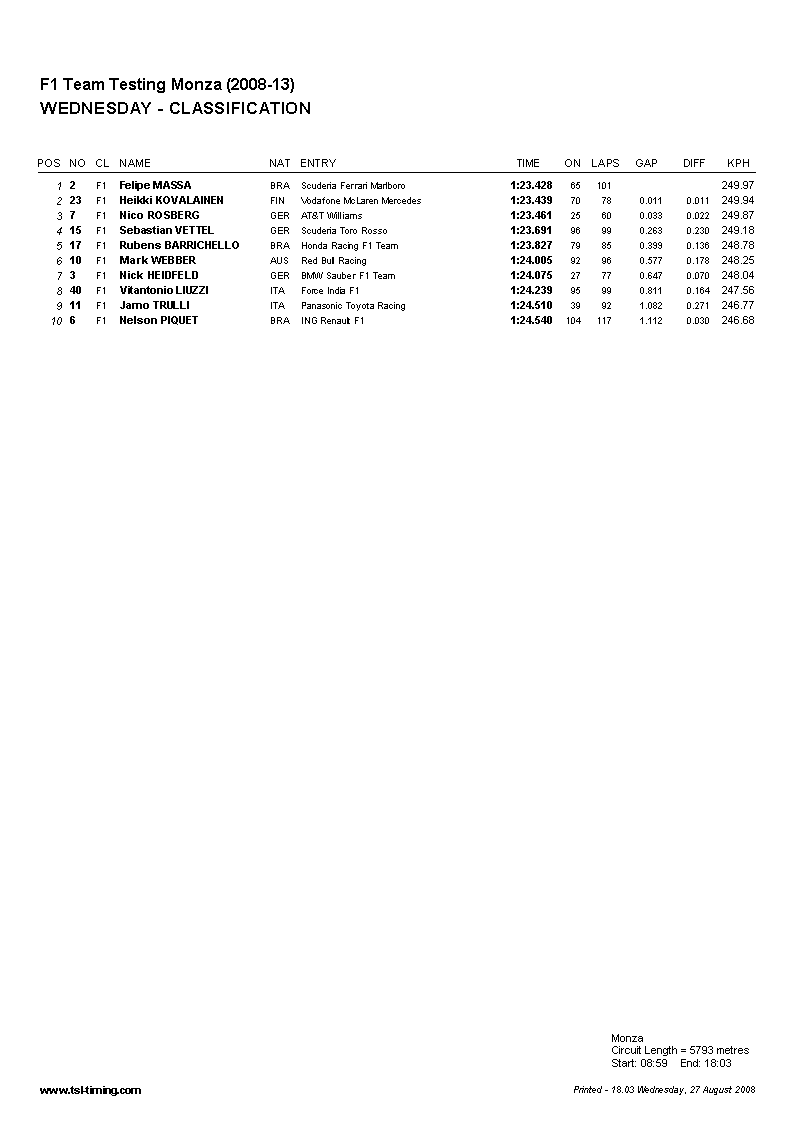 F1 Team Testing Monza (2008-13)
WEDNESDAY - CLASSIFICATION
POS NO CL NAME NAT ENTRY TIME ON LAPS GAP DIFF KPH
1 2 F1 Felipe MASSA BRA Scuderia Ferrari Marlboro 1:23.428 65 101 249.97
2 23 F1 Heikki KOVALAINEN FIN Vodafone McLaren Mercedes 1:23.439 70 78 0.011 0.011 249.94
3 7 F1 Nico ROSBERG GER AT&T Williams 1:23.461 25 60 0.033 0.022 249.87
4 15 F1 Sebastian VETTEL GER Scuderia Toro Rosso 1:23.691 96 99 0.263 0.230 249.18
5 17 F1 Rubens BARRICHELLO BRA Honda Racing F1 Team 1:23.827 79 85 0.399 0.136 248.78
6 10 F1 Mark WEBBER AUS Red Bull Racing 1:24.005 92 96 0.577 0.178 248.25
7 3 F1 Nick HEIDFELD GER BMW Sauber F1 Team 1:24.075 27 77 0.647 0.070 248.04
8 40 F1 Vitantonio LIUZZI ITA Force India F1 1:24.239 95 99 0.811 0.164 247.56
9 11 F1 Jarno TRULLI ITA Panasonic Toyota Racing 1:24.510 39 92 1.082 0.271 246.77
10 6 F1 Nelson PIQUET BRA ING Renault F1 1:24.540 104 117 1.112 0.030 246.68
Monza
Circuit Length = 5793 metres
Start: 08:59 End: 18:03
www.tsl-timing.com Printed - 18.03 Wednesday, 27 August 2008